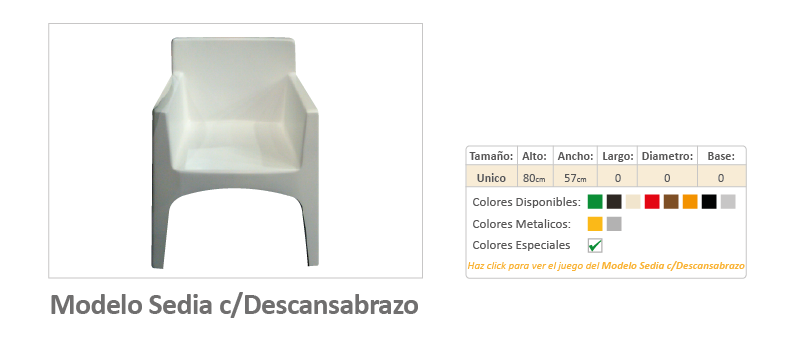 Modelo Sedia c/Descansabrazo
Tamaño: Alto: Ancho: Largo: Diametro: Base:
Unico 80cm 57cm 0 0 0
Colores Disponibles:
Colores Metalicos:
Colores Especiales
Haz click para ver el juego del Modelo Sedia c/Descansabrazo